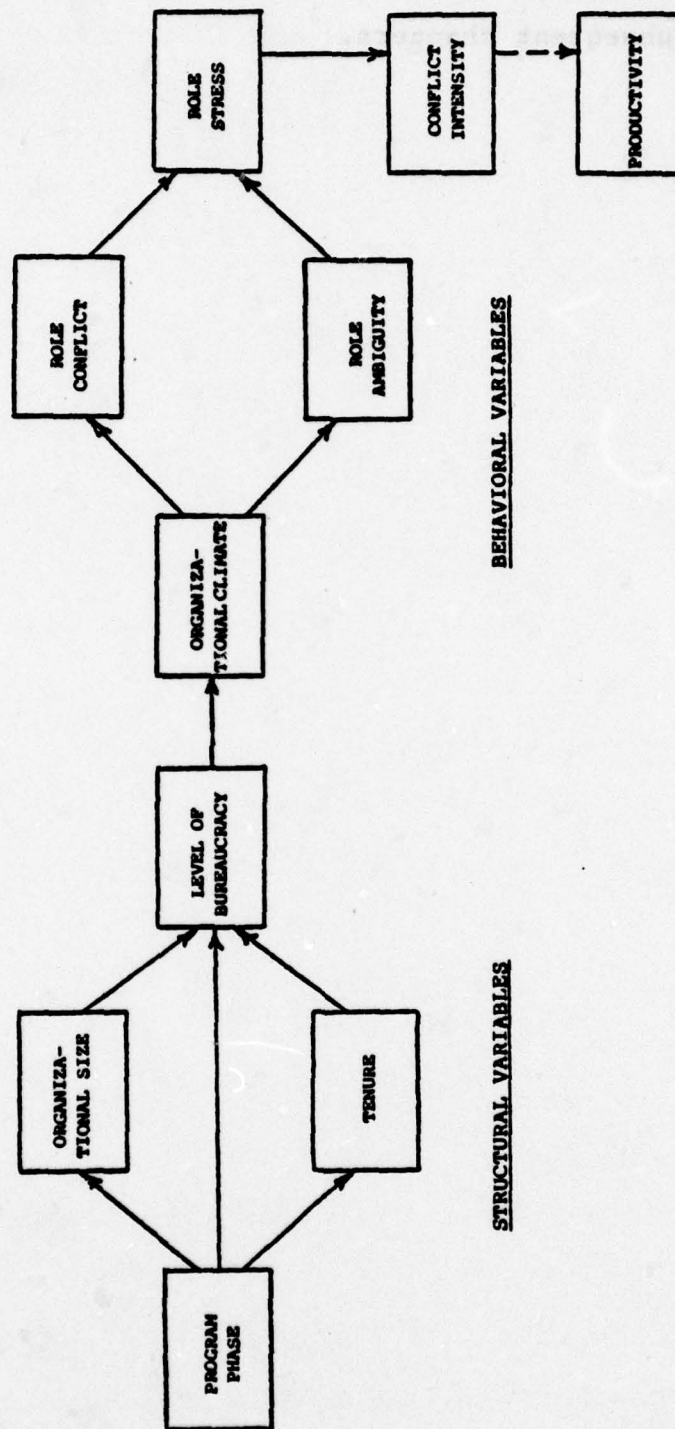 PROGRAM
PHASE
ORGANIZA-
TIONAL SIZE
TENURE
LEVEL OF
BUREAUCRACY
STRUCTURAL VARIABLES
ORGANIZA-
TIONAL CLIMATE
ROLE
CONFLICT
ROLE
AMBIGUITY
BEHAVIORAL VARIABLES
ROLE
STRESS
CONFLICT
INTENSITY
PRODUCTIVITY